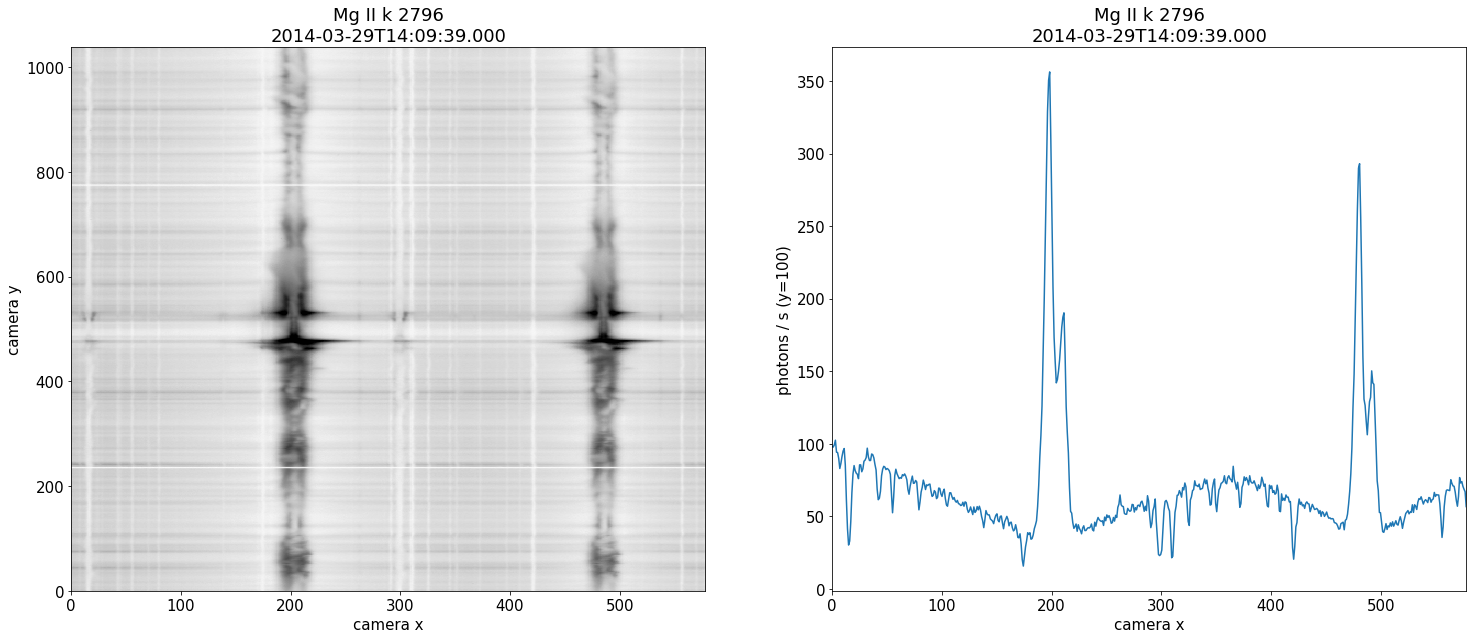 Mg II k 2796
2014-03-29T14:09:39.000
camera y
1000
800
600
400
200
0
0 100 200 300 400 500
camera x
Mg II k 2796
2014-03-29T14:09:39.000
photons / s (y=100)
350
300
250
200
150
100
50
0
0 100 200 300 400 500
camera x